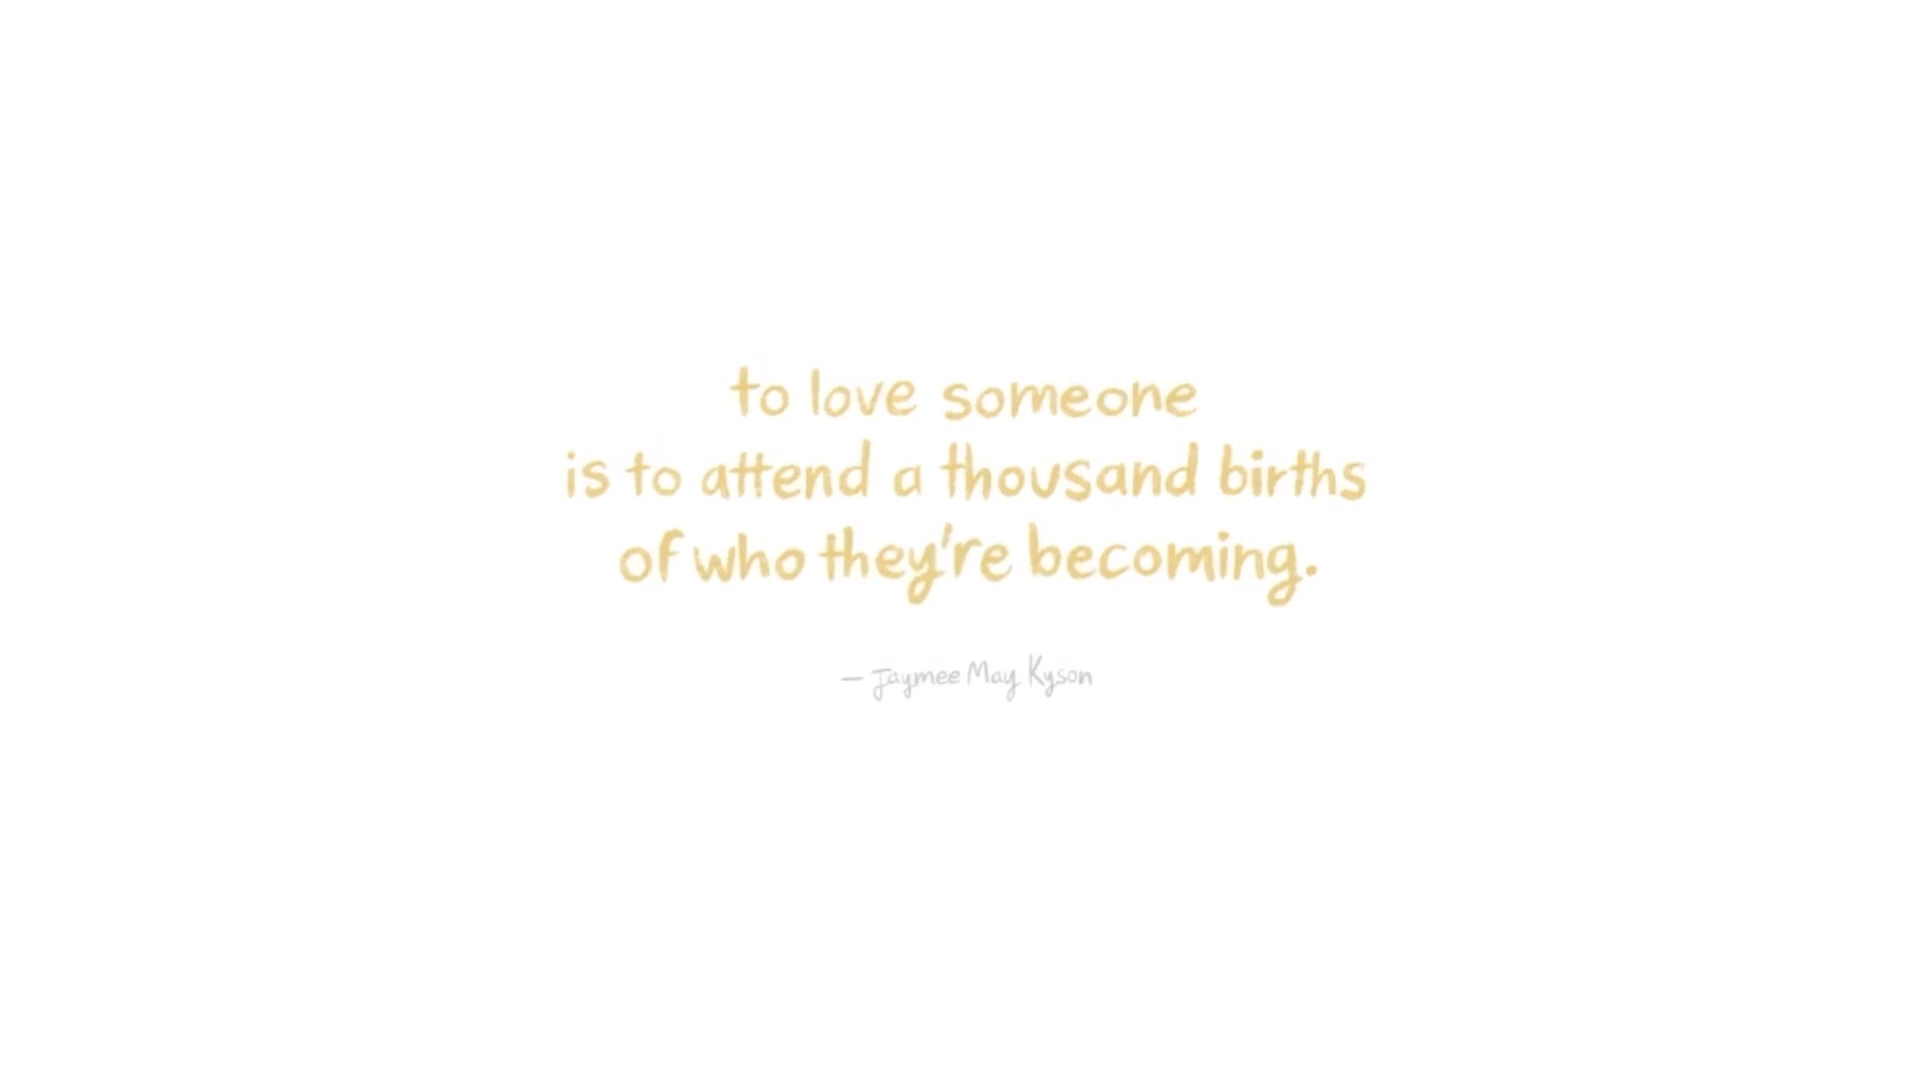 to love someone
is to attend a thousand births
of who they're becoming.
— Jaymee May Kyson